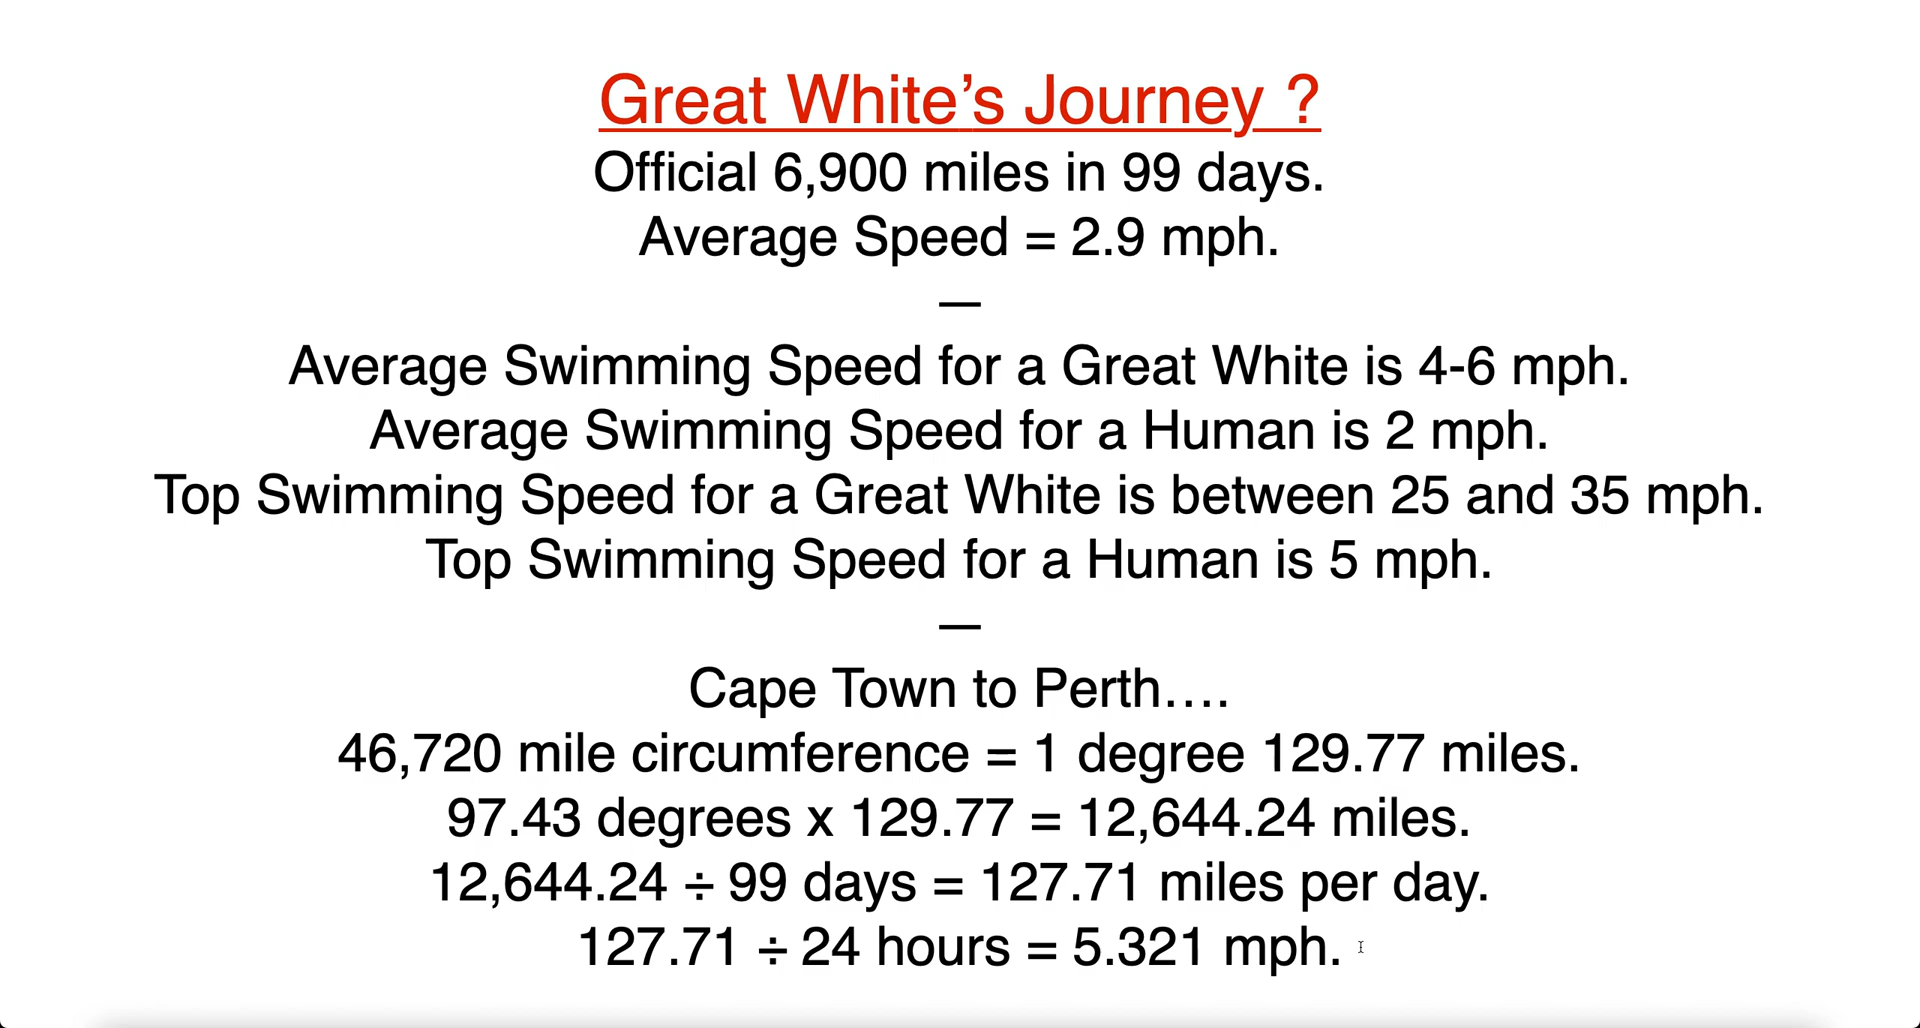 Great White’s Journey ?
Official 6,900 miles in 99 days.
Average Speed = 2.9 mph.
—
Average Swimming Speed for a Great White is 4-6 mph.
Average Swimming Speed for a Human is 2 mph.
Top Swimming Speed for a Great White is between 25 and 35 mph.
Top Swimming Speed for a Human is 5 mph.
—
Cape Town to Perth….
46,720 mile circumference = 1 degree 129.77 miles.
97.43 degrees x 129.77 = 12,644.24 miles.
12,644.24 ÷ 99 days = 127.71 miles per day.
127.71 ÷ 24 hours = 5.321 mph.